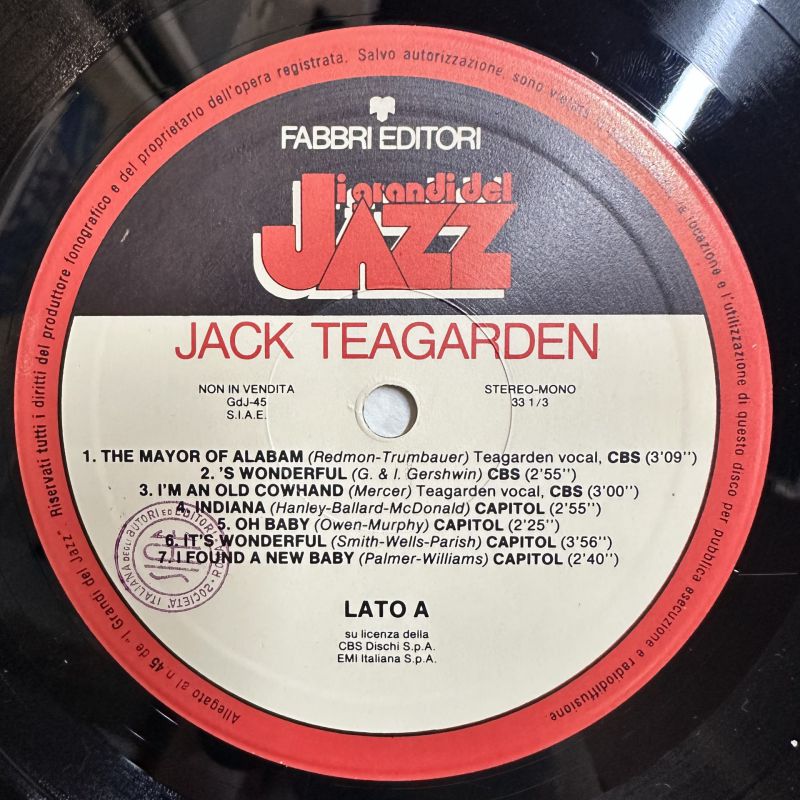 FABBRI EDITORI
i grandi del
JAZZ
JACK TEAGARDEN
NON IN VENDITA
GdJ-45
S.I.A.E.
STEREO-MONO
33 1/3
1. THE MAYOR OF ALABAM (Redmon-Trumbauer) Teagarden vocal, CBS (3'09'')
2. 'S WONDERFUL (G. & I. Gershwin) CBS (2'55'')
3. I'M AN OLD COWHAND (Mercer) Teagarden vocal, CBS (3'00'')
4. INDIANA (Hanley-Ballard-McDonald) CAPITOL (2'55'')
5. OH BABY (Owen-Murphy) CAPITOL (2'25'')
6. IT'S WONDERFUL (Smith-Wells-Parish) CAPITOL (3'56'')
7. I FOUND A NEW BABY (Palmer-Williams) CAPITOL (2'40'')
LATO A
su licenza della
CBS Dischi S.p.A.
EMI Italiana S.p.A.
Allegato al n. 45 de "I Grandi del Jazz". Riservati tutti i diritti del produttore fonografico e del proprietario dell'opera registrata. Salvo autorizzazione, sono vietate la locazione e l'utilizzazione di questo disco per pubblica esecuzione e radiodiffusione.
SOCIETA' ITALIANA DEGLI AUTORI ED EDITORI - ROMA